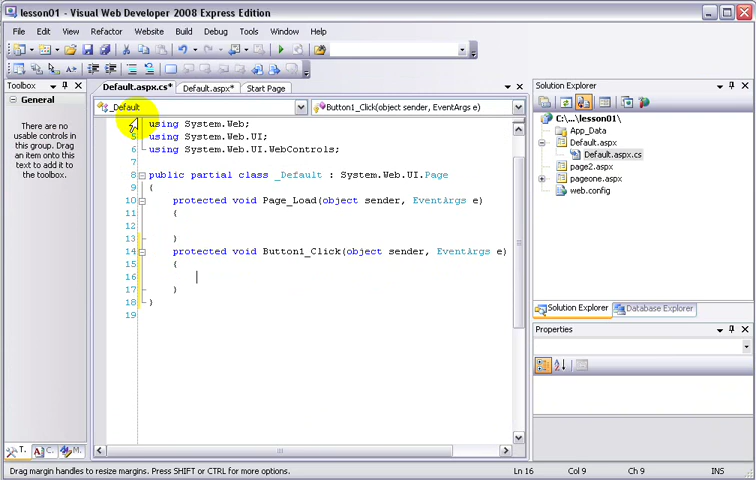 lesson01 - Visual Web Developer 2008 Express Edition
File Edit View Refactor Website Build Debug Tools Window Help
Toolbox
General
There are no
usable controls in
this group. Drag
an item onto this
text to add it to
the toolbox.
Default.aspx.cs* Default.aspx* Start Page
_Default
Button1_Click(object sender, EventArgs e)
using System.Web;
5 using System.Web.UI;
6 using System.Web.UI.WebControls;
7
8 public partial class _Default : System.Web.UI.Page
9 {
10 protected void Page_Load(object sender, EventArgs e)
11 {
12
13 }
14 protected void Button1_Click(object sender, EventArgs e)
15 {
16
17 }
18 }
19
Solution Explorer
C:\...\lesson01\
App_Data
Default.aspx
Default.aspx.cs
page2.aspx
pageone.aspx
web.config
Solution Explorer Database Explorer
Properties
T. C. M.
Drag margin handles to resize margins. Press SHIFT or CTRL for more options.
Ln 16 Col 9 Ch 9 INS